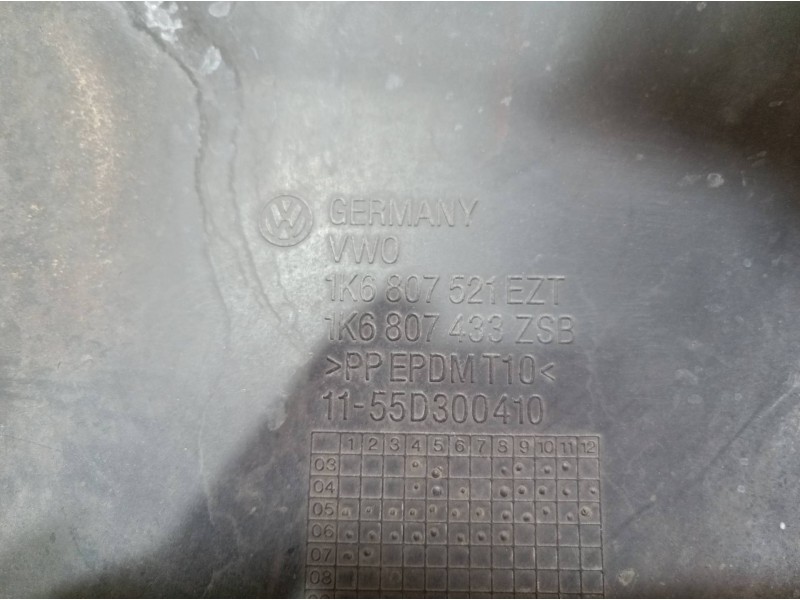 GERMANY
VWO
1K6 807 521 EZT
1K6 807 433 ZSB
>PP EPDM T10<
11-55D300410
1 2 3 4 5 6 7 8 9 10 11 12
03
04
05
06
07
08